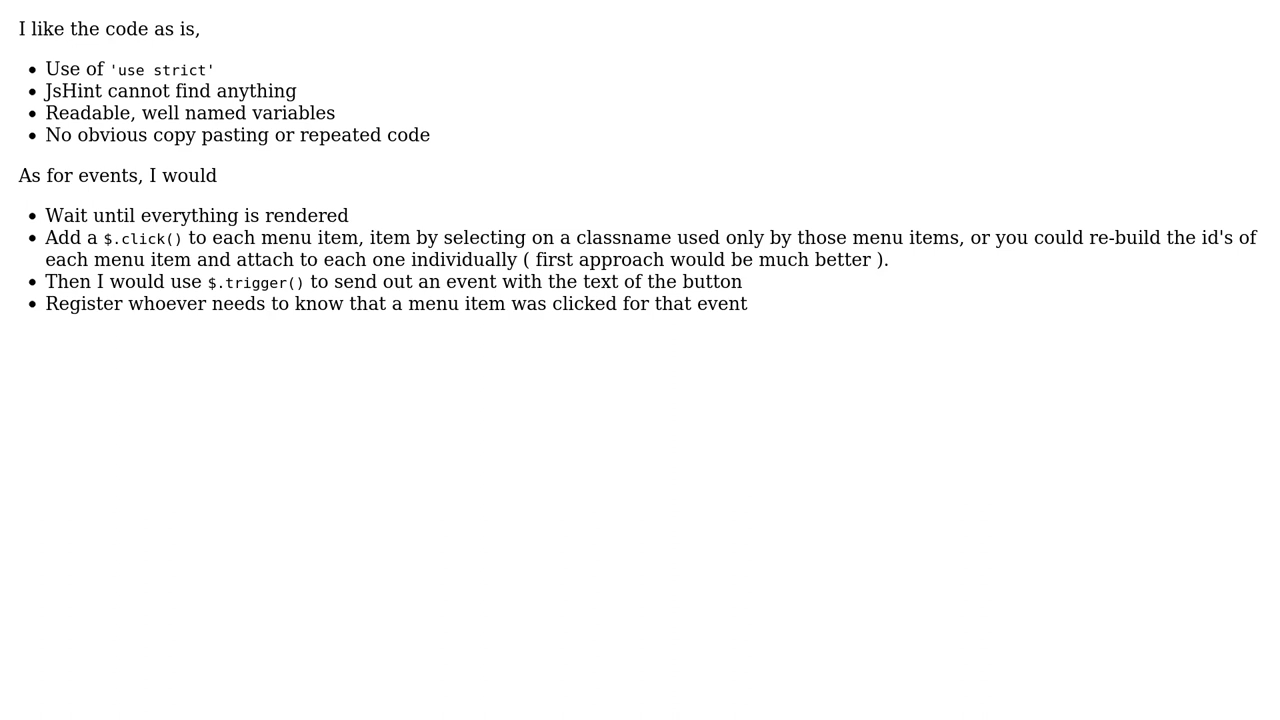 I like the code as is,
• Use of 'use strict'
• JsHint cannot find anything
• Readable, well named variables
• No obvious copy pasting or repeated code
As for events, I would
• Wait until everything is rendered
• Add a $.click() to each menu item, item by selecting on a classname used only by those menu items, or you could re-build the id's of
each menu item and attach to each one individually ( first approach would be much better ).
• Then I would use $.trigger() to send out an event with the text of the button
• Register whoever needs to know that a menu item was clicked for that event